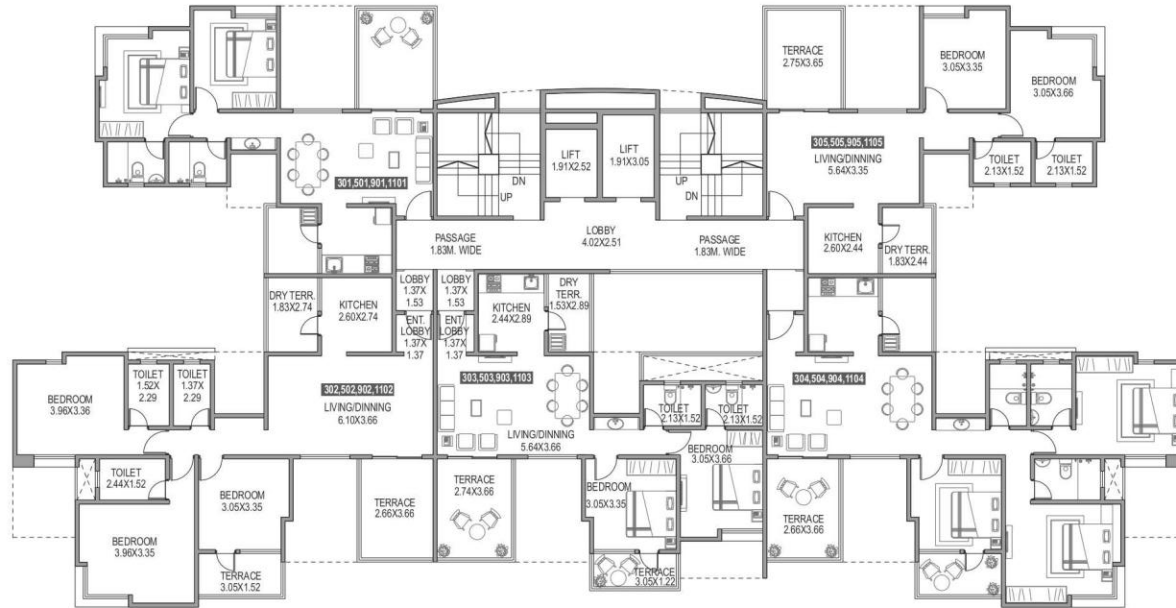 TERRACE
2.75X3.65
BEDROOM
3.05X3.35
BEDROOM
3.05X3.66
LIFT
1.91X2.52
LIFT
1.91X3.05
305,505,905,1105
LIVING/DINNING
5.64X3.35
TOILET
2.13X1.52
TOILET
2.13X1.52
301,501,901,1101
DN
UP
UP
DN
PASSAGE
1.83M. WIDE
LOBBY
4.02X2.51
PASSAGE
1.83M. WIDE
KITCHEN
2.60X2.44
DRY TERR.
1.83X2.44
DRY TERR.
1.83X2.74
KITCHEN
2.60X2.74
LOBBY
1.37X
1.53
LOBBY
1.37X
1.53
ENT.
LOBBY
1.37X
1.37
ENT.
LOBBY
1.37X
1.37
KITCHEN
2.44X2.89
DRY
TERR.
1.53X2.89
BEDROOM
3.96X3.36
TOILET
1.52X
2.29
TOILET
1.37X
2.29
302,502,902,1102
LIVING/DINNING
6.10X3.66
303,503,903,1103
LIVING/DINNING
5.64X3.66
TOILET
2.13X1.52
TOILET
2.13X1.52
304,504,904,1104
TOILET
2.44X1.52
BEDROOM
3.05X3.35
BEDROOM
3.96X3.35
TERRACE
3.05X1.52
TERRACE
2.66X3.66
TERRACE
2.74X3.66
BEDROOM
3.05X3.35
BEDROOM
3.05X3.66
TERRACE
3.05X1.22
TERRACE
2.66X3.66